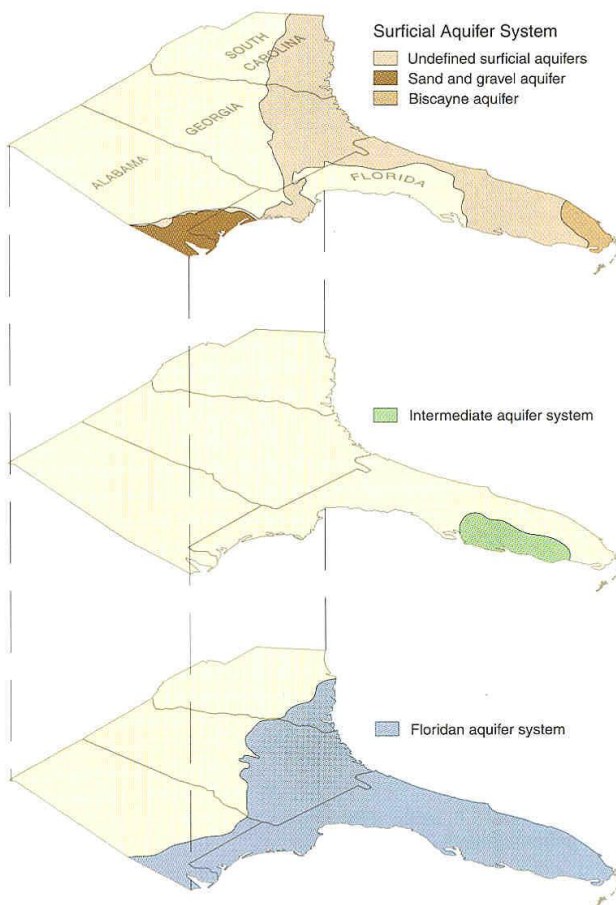 Surficial Aquifer System
Undefined surficial aquifers
Sand and gravel aquifer
Biscayne aquifer
SOUTH
CAROLINA
GEORGIA
ALABAMA
FLORIDA
Intermediate aquifer system
Floridan aquifer system